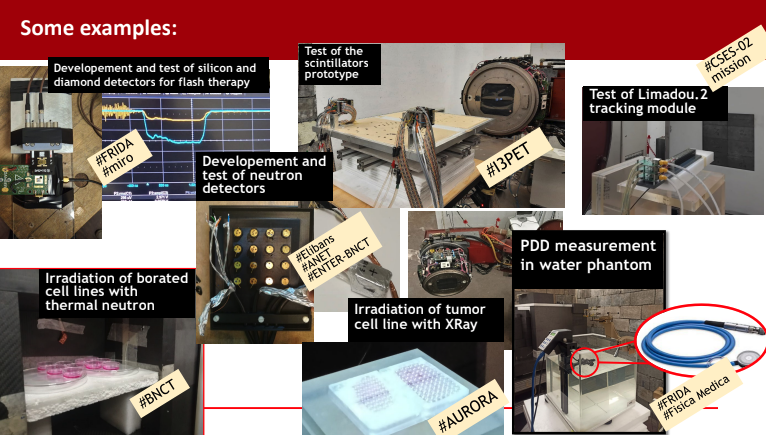 Some examples:
Developement and test of silicon and
diamond detectors for flash therapy
#FRIDA
#miro
Test of the
scintillators
prototype
#I3PET
#CSES-02
mission
Test of Limadou.2
tracking module
Developement and
test of neutron
detectors
#Elibans
#ANET
#ENTER-BNCT
Irradiation of borated
cell lines with
thermal neutron
#BNCT
Irradiation of tumor
cell line with XRay
#AURORA
PDD measurement
in water phantom
#FRIDA
#Fisica Medica